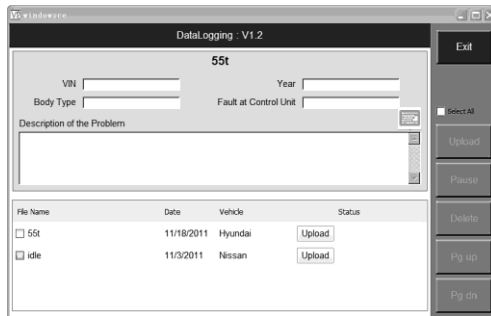 windowsce
DataLogging : V1.2
Exit
55t
VIN Year
Body Type Fault at Control Unit
Select All
Description of the Problem
Upload
Pause
File Name Date Vehicle Status
Delete
55t 11/18/2011 Hyundai Upload
idle 11/3/2011 Nissan Upload
Pg up
Pg dn